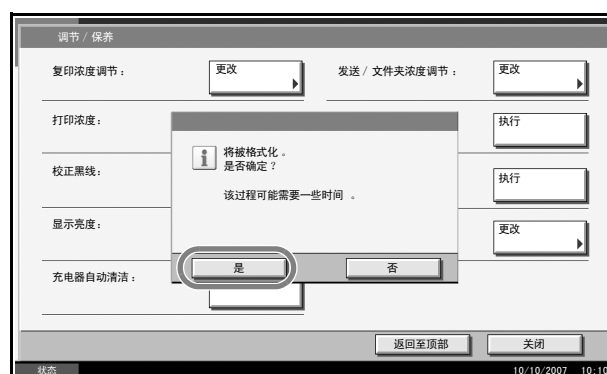 调节 / 保养
复印浓度调节：
更改
发送 / 文件夹浓度调节：
更改
打印浓度：
执行
将被格式化。
是否确定？
该过程可能需要一些时间 。
校正黑线：
执行
显示亮度：
更改
是
否
充电器自动清洁：
返回至顶部
关闭
状态
10/10/2007 10:10